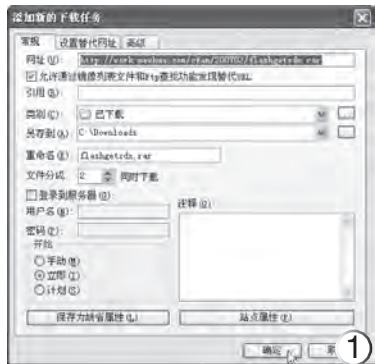 添加新的下载任务
常规 设置替代网址 高级
网址(U):
允许通过镜像列表文件和Ftp查找功能发现替代URL
引用(R):
类别(C): 已下载
另存到(A): C:\Downloads
重命名(E): flashgetrdx.rar
文件分成 2 同时下载
登录到服务器(O):
用户名(N):
注释(O):
密码(P):
开始
手动(M)
立即(I)
计划(S)
保存为缺省属性(L) 站点属性(T)
确定
1